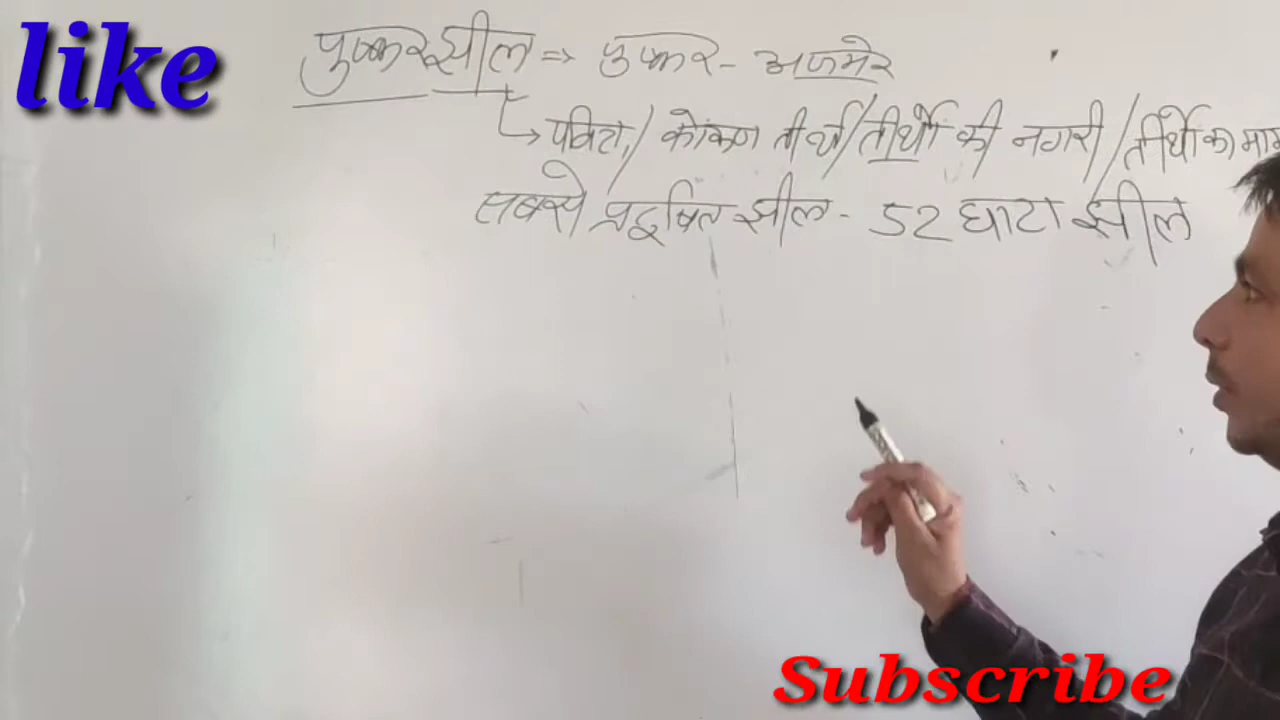 like
पुष्कर झील => पुष्कर - अजमेर
→ पवित्र / कोंकण तीर्थ / तीर्थों की नगरी / तीर्थों का माम
सबसे प्रदूषित झील - 52 घाटा झील
Subscribe